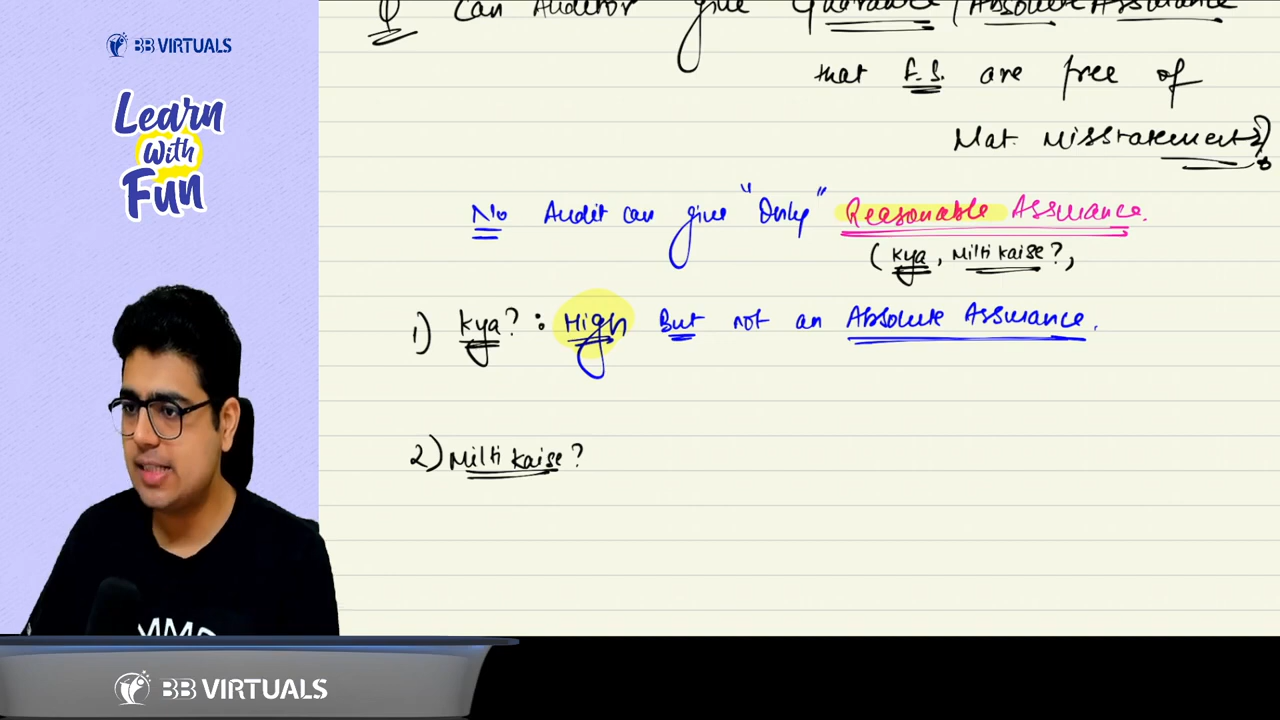 BB VIRTUALS
Learn
With
Fun
Q Can Auditor give Guarantee / Absolute Assurance
that F.S. are free of
Mat. Misstatements?
No Audit can give "Only" Reasonable Assurance.
(Kya, Milti Kaise?,
1) Kya? : High But not an Absolute Assurance.
2) Milti Kaise?
BB VIRTUALS